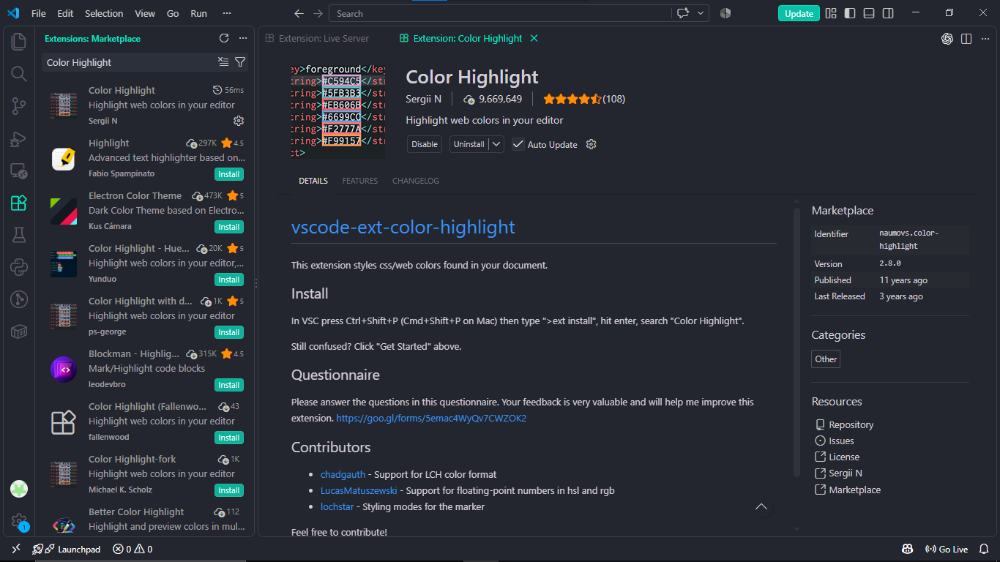 File Edit Selection View Go Run ···
Search
Update
Extensions: Marketplace
Color Highlight
Color Highlight 56ms
Highlight web colors in your editor
Sergii N
Highlight 297K 4.5
Advanced text highlighter based on...
Fabio Spampinato Install
Electron Color Theme 473K 5
Dark Color Theme based on Electro...
Kus Cámara Install
Color Highlight - Hue... 20K 5
Highlight web colors in your editor,...
Yunduo Install
Color Highlight with d... 1K 5
Highlight web colors in your editor
ps-george Install
Blockman - Highlig... 315K 4.5
Mark/Highlight code blocks
leodevbro Install
Color Highlight (Fallenwo... 43
Highlight web colors in your editor
fallenwood Install
Color Highlight-fork 1K
Highlight web colors in your editor
Michael K. Scholz Install
Better Color Highlight 112
Highlight and preview colors in mul...
1
Extension: Live Server
Extension: Color Highlight
ey>foreground</key
tring>#C594C5</str
tring>#5FB3B3</str
tring>#EB606B</str
tring>#6699CC</str
tring>#F2777A</str
tring>#F99157</str
ct>
Color Highlight
Sergii N 9,669,649 (108)
Highlight web colors in your editor
Disable Uninstall Auto Update
DETAILS FEATURES CHANGELOG
vscode-ext-color-highlight
This extension styles css/web colors found in your document.
Install
In VSC press Ctrl+Shift+P (Cmd+Shift+P on Mac) then type ">ext install", hit enter, search "Color Highlight".
Still confused? Click "Get Started" above.
Questionnaire
Please answer the questions in this questionnaire. Your feedback is very valuable and will help me improve this
extension. https://goo.gl/forms/5emac4WyQv7CWZOK2
Contributors
• chadgauth - Support for LCH color format
• LucasMatuszewski - Support for floating-point numbers in hsl and rgb
• lochstar - Styling modes for the marker
Feel free to contribute!
Marketplace
Identifier naumovs.color-
highlight
Version 2.8.0
Published 11 years ago
Last Released 3 years ago
Categories
Other
Resources
Repository
Issues
License
Sergii N
Marketplace
Launchpad 0 0 Go Live